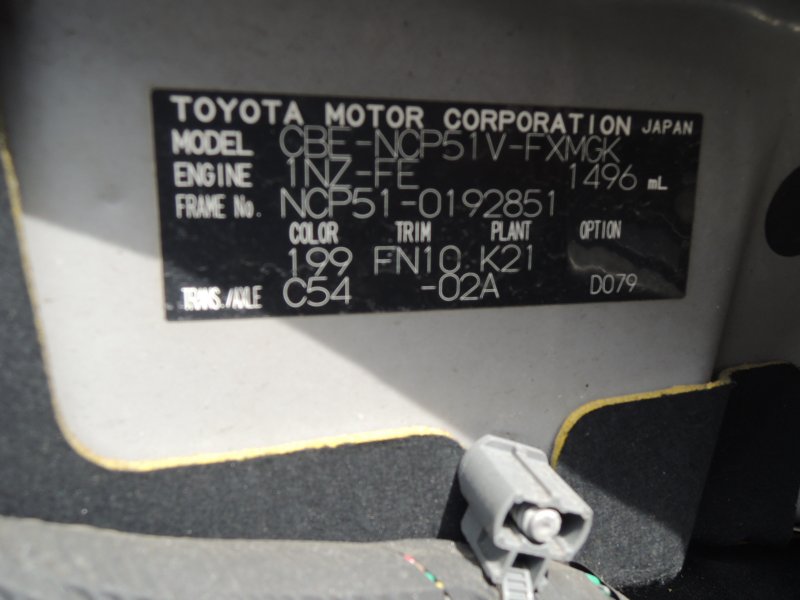 TOYOTA MOTOR CORPORATION JAPAN
MODEL CBE-NCP51V-FXMGK
ENGINE 1NZ-FE 1496 mL
FRAME No. NCP51-0192851
COLOR TRIM PLANT OPTION
199 FN10 K21
TRANS./AXLE C54 -02A D079